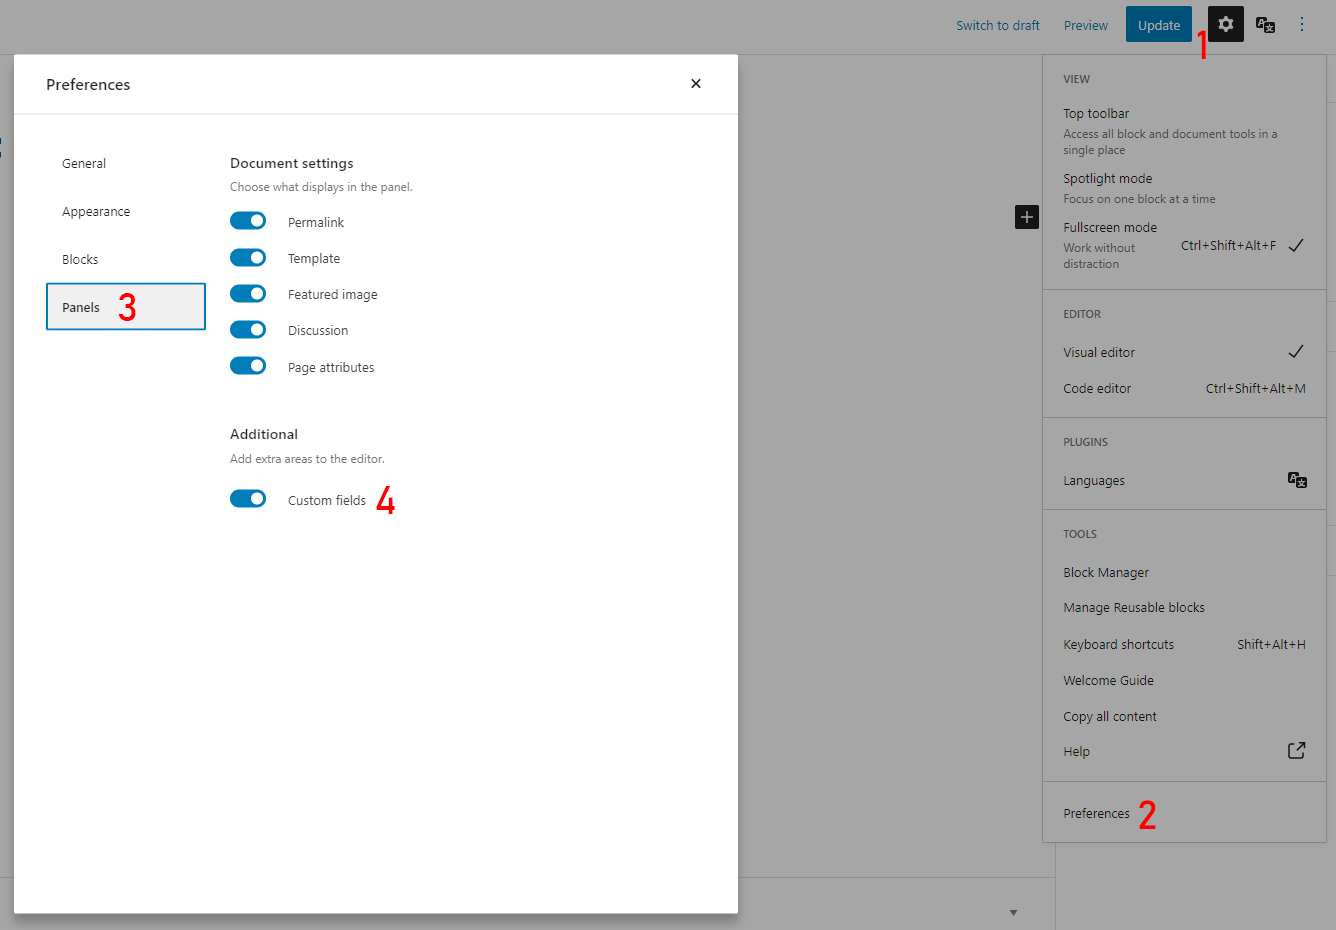 Switch to draft Preview Update
1
Preferences
General
Appearance
Blocks
Panels 3
Document settings
Choose what displays in the panel.
Permalink
Template
Featured image
Discussion
Page attributes
Additional
Add extra areas to the editor.
Custom fields 4
VIEW
Top toolbar
Access all block and document tools in a
single place
Spotlight mode
Focus on one block at a time
Fullscreen mode
Work without
distraction
Ctrl+Shift+Alt+F
EDITOR
Visual editor
Code editor Ctrl+Shift+Alt+M
PLUGINS
Languages
TOOLS
Block Manager
Manage Reusable blocks
Keyboard shortcuts Shift+Alt+H
Welcome Guide
Copy all content
Help
Preferences 2